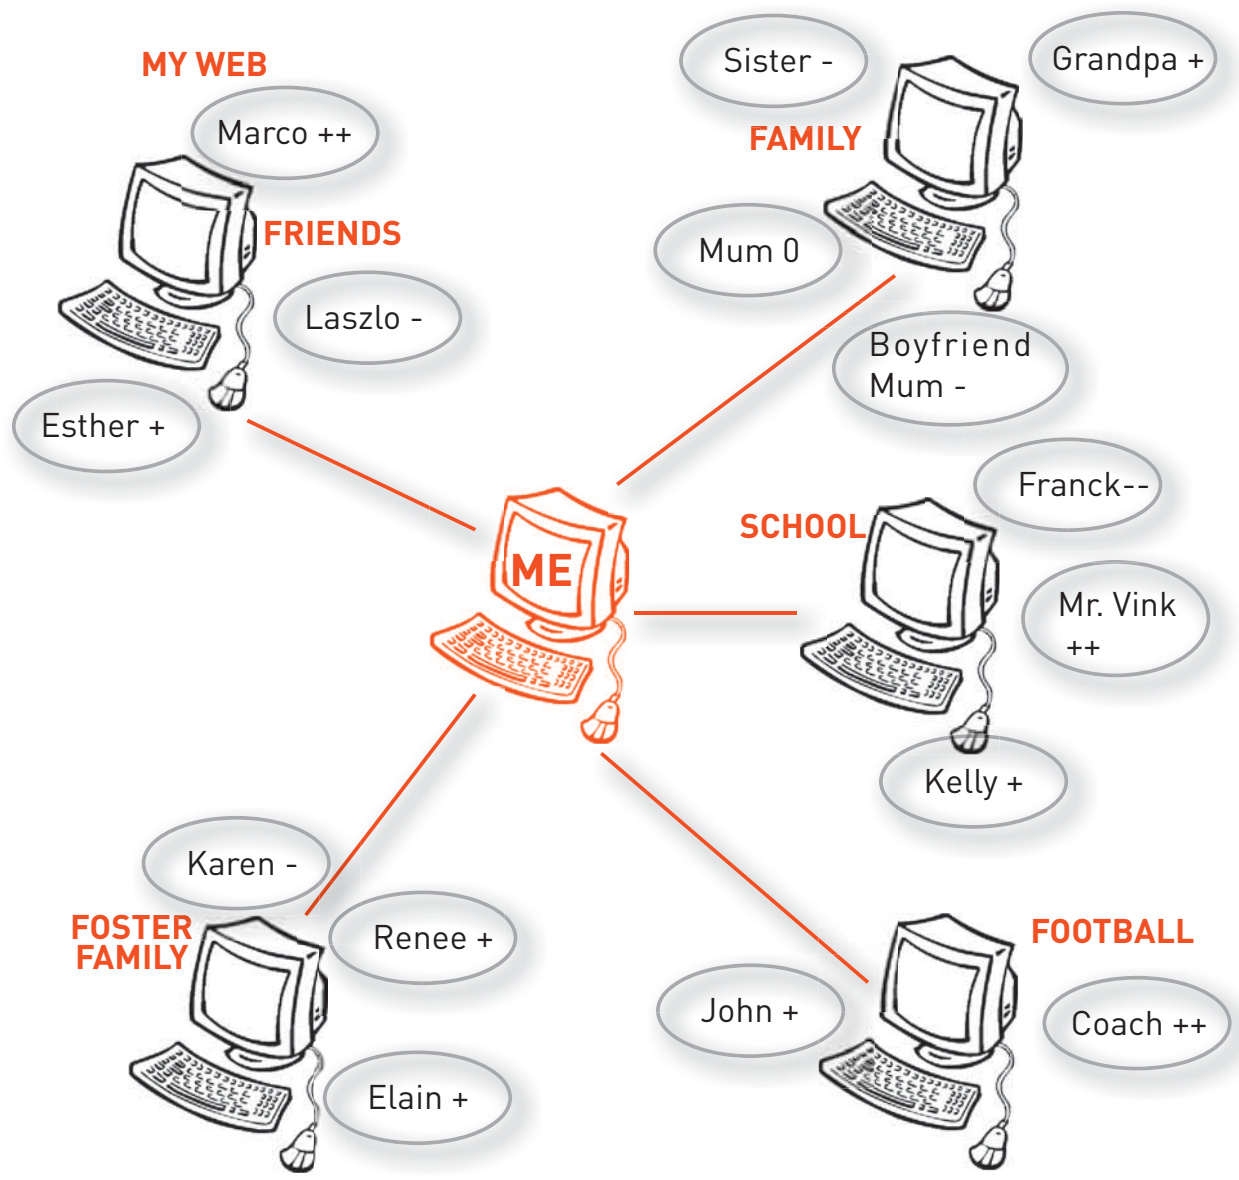 MY WEB
Marco ++
FRIENDS
Laszlo -
Esther +
Sister -
Grandpa +
FAMILY
Mum 0
Boyfriend
Mum -
Franck--
SCHOOL
Mr. Vink
++
Kelly +
ME
Karen -
FOSTER
FAMILY
Renee +
Elain +
FOOTBALL
John +
Coach ++